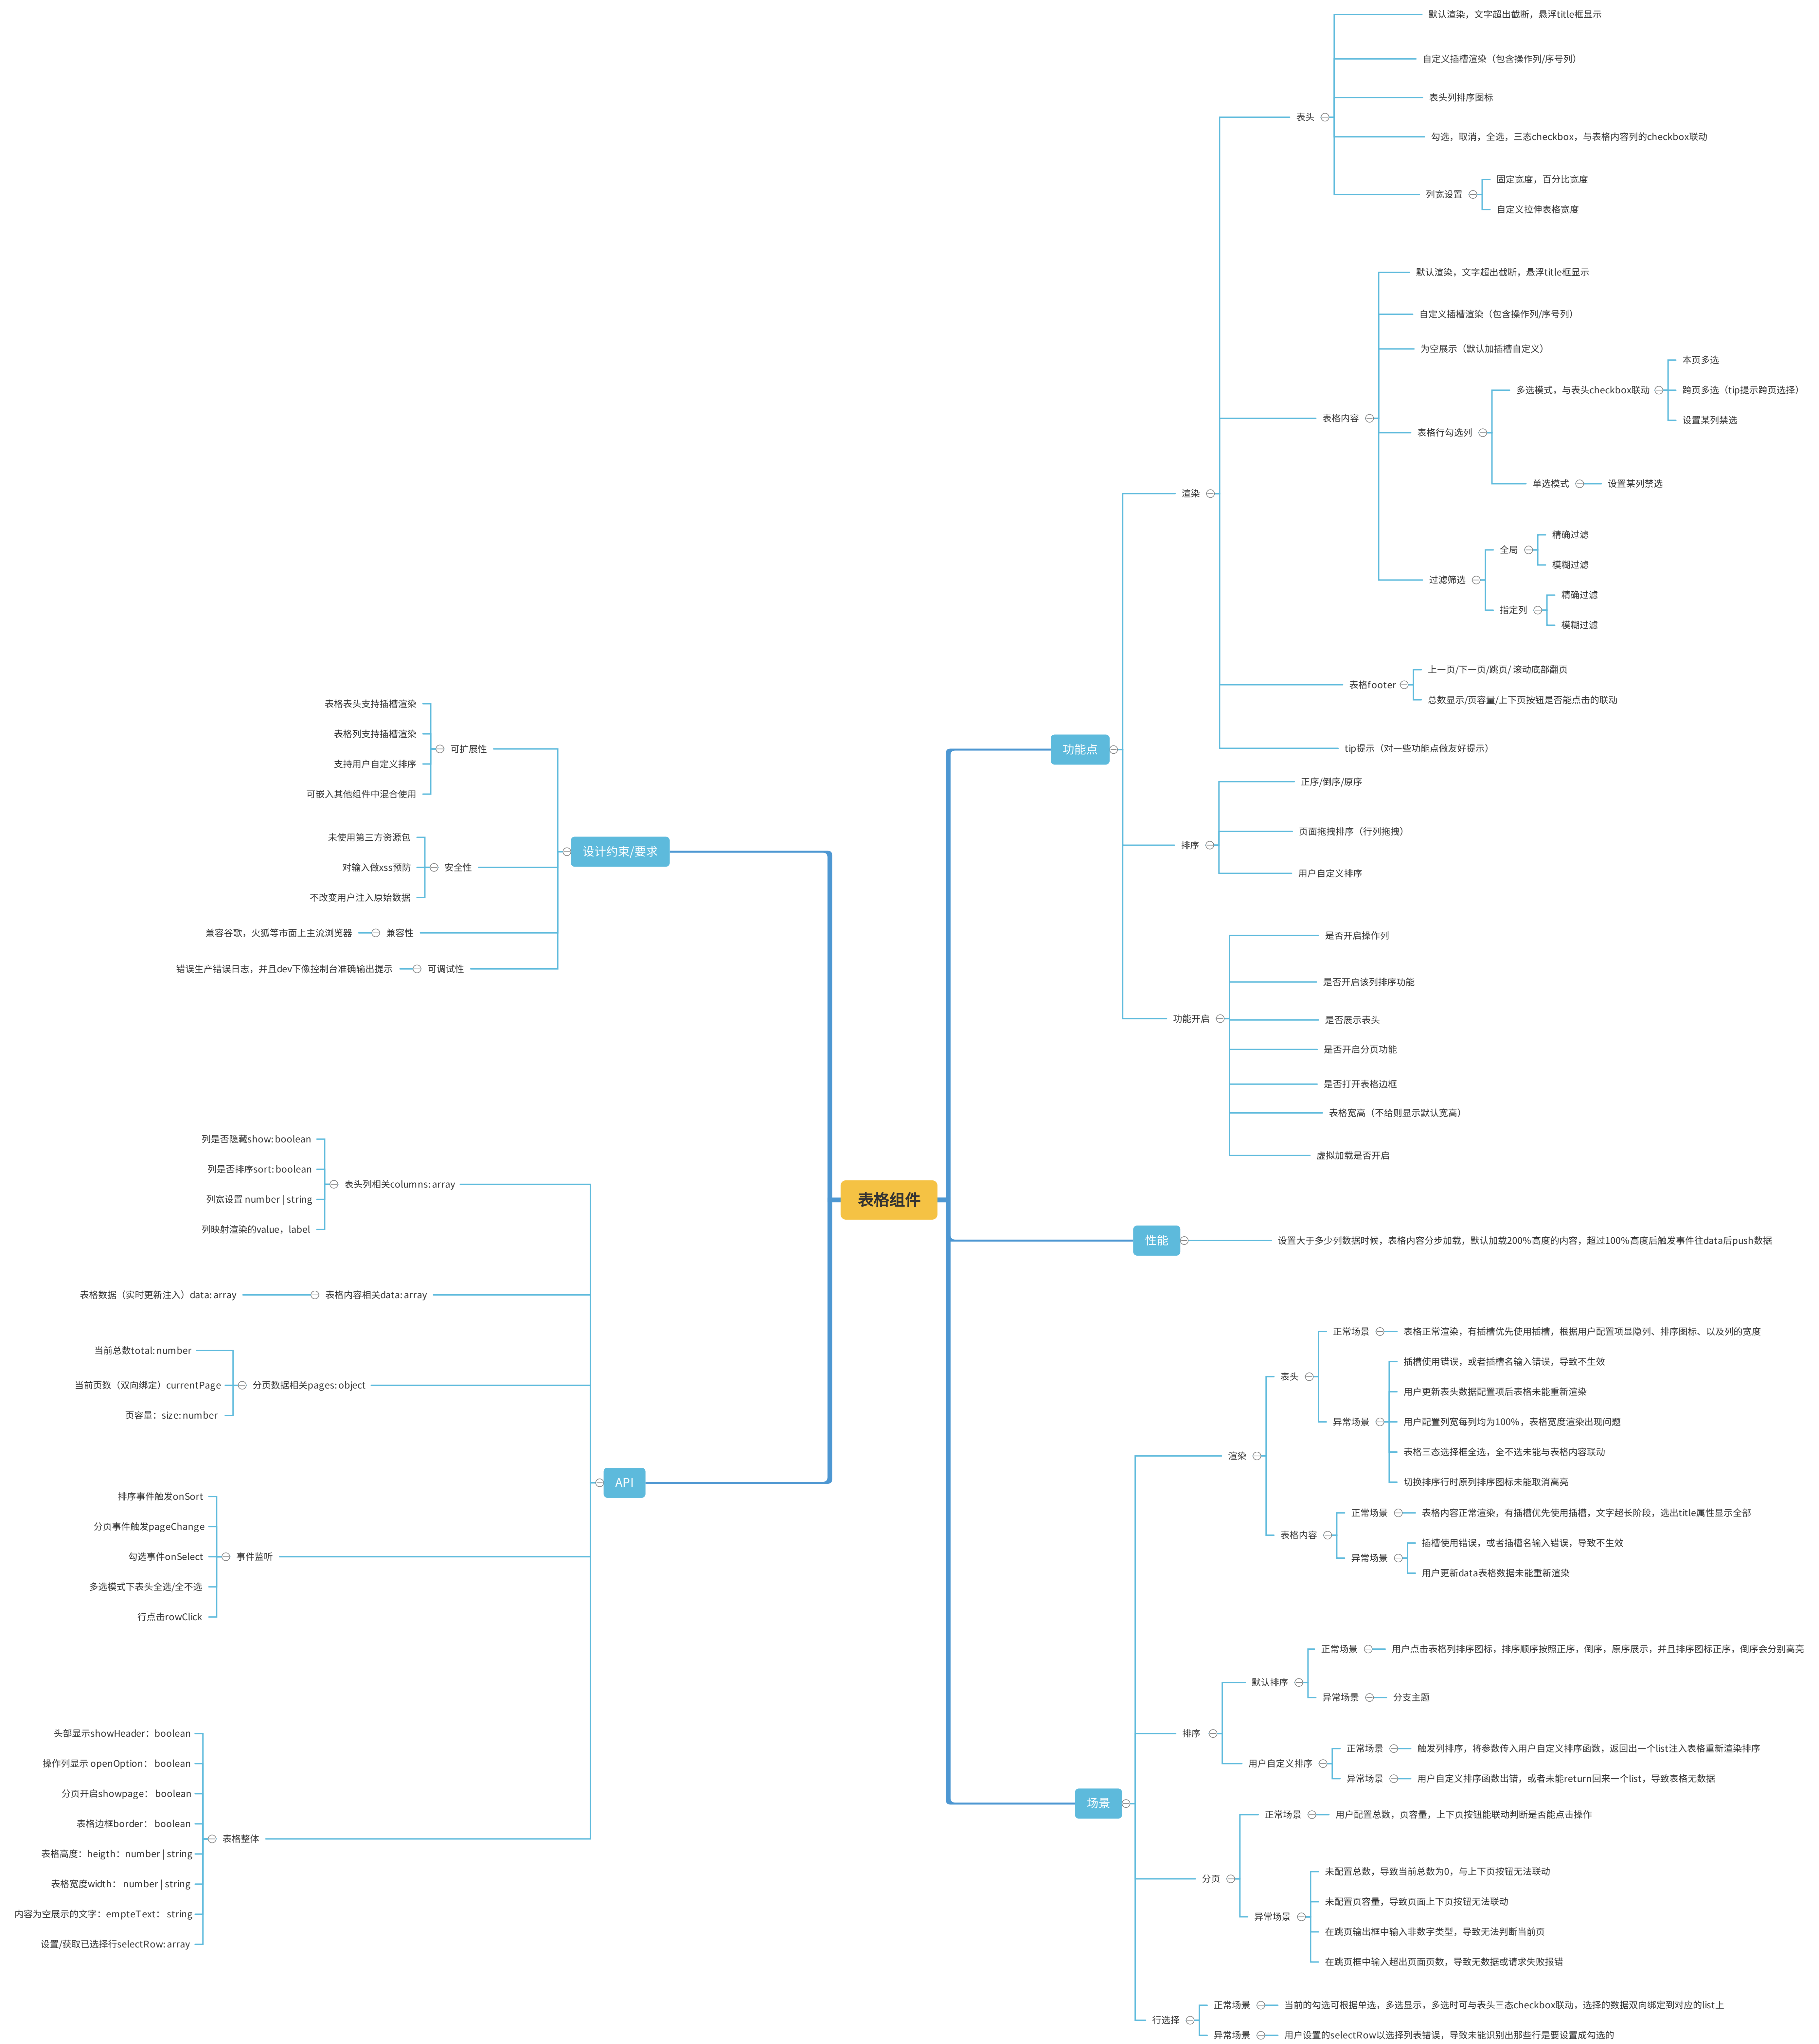 表格组件
功能点
渲染
表头
默认渲染，文字超出截断，悬浮title框显示
自定义插槽渲染（包含操作列/序号列）
表头列排序图标
勾选，取消，全选，三态checkbox，与表格内容列的checkbox联动
列宽设置
固定宽度，百分比宽度
自定义拉伸表格宽度
表格内容
默认渲染，文字超出截断，悬浮title框显示
自定义插槽渲染（包含操作列/序号列）
为空展示（默认加插槽自定义）
表格行勾选列
多选模式，与表头checkbox联动
本页多选
跨页多选（tip提示跨页选择）
设置某列禁选
单选模式
设置某列禁选
过滤筛选
全局
精确过滤
模糊过滤
指定列
精确过滤
模糊过滤
表格footer
上一页/下一页/跳页/ 滚动底部翻页
总数显示/页容量/上下页按钮是否能点击的联动
tip提示（对一些功能点做友好提示）
排序
正序/倒序/原序
页面拖拽排序（行列拖拽）
用户自定义排序
功能开启
是否开启操作列
是否开启该列排序功能
是否展示表头
是否开启分页功能
是否打开表格边框
表格宽高（不给则显示默认宽高）
虚拟加载是否开启
性能
设置大于多少列数据时候，表格内容分步加载，默认加载200%高度的内容，超过100%高度后触发事件往data后push数据
场景
渲染
表头
正常场景
表格正常渲染，有插槽优先使用插槽，根据用户配置项显隐列、排序图标、以及列的宽度
异常场景
插槽使用错误，或者插槽名输入错误，导致不生效
用户更新表头数据配置项后表格未能重新渲染
用户配置列宽每列均为100%，表格宽度渲染出现问题
表格三态选择框全选，全不选未能与表格内容联动
切换排序行时原列排序图标未能取消高亮
表格内容
正常场景
表格内容正常渲染，有插槽优先使用插槽，文字超长阶段，选出title属性显示全部
异常场景
插槽使用错误，或者插槽名输入错误，导致不生效
用户更新data表格数据未能重新渲染
排序
默认排序
正常场景
用户点击表格列排序图标，排序顺序按照正序，倒序，原序展示，并且排序图标正序，倒序会分别高亮
异常场景
分支主题
用户自定义排序
正常场景
触发列排序，将参数传入用户自定义排序函数，返回出一个list注入表格重新渲染排序
异常场景
用户自定义排序函数出错，或者未能return回来一个list，导致表格无数据
分页
正常场景
用户配置总数，页容量，上下页按钮能联动判断是否能点击操作
异常场景
未配置总数，导致当前总数为0，与上下页按钮无法联动
未配置页容量，导致页面上下页按钮无法联动
在跳页输出框中输入非数字类型，导致无法判断当前页
在跳页框中输入超出页面页数，导致无数据或请求失败报错
行选择
正常场景
当前的勾选可根据单选，多选显示，多选时可与表头三态checkbox联动，选择的数据双向绑定到对应的list上
异常场景
用户设置的selectRow以选择列表错误，导致未能识别出那些行是要设置成勾选的
设计约束/要求
可扩展性
表格表头支持插槽渲染
表格列支持插槽渲染
支持用户自定义排序
可嵌入其他组件中混合使用
安全性
未使用第三方资源包
对输入做xss预防
不改变用户注入原始数据
兼容性
兼容谷歌，火狐等市面上主流浏览器
可调试性
错误生产错误日志，并且dev下像控制台准确输出提示
API
表头列相关columns: array
列是否隐藏show: boolean
列是否排序sort: boolean
列宽设置 number | string
列映射渲染的value，label
表格内容相关data: array
表格数据（实时更新注入）data: array
分页数据相关pages: object
当前总数total: number
当前页数（双向绑定）currentPage
页容量：size: number
事件监听
排序事件触发onSort
分页事件触发pageChange
勾选事件onSelect
多选模式下表头全选/全不选
行点击rowClick
表格整体
头部显示showHeader： boolean
操作列显示 openOption： boolean
分页开启showpage： boolean
表格边框border： boolean
表格高度：heigth：number | string
表格宽度width： number | string
内容为空展示的文字：empteText： string
设置/获取已选择行selectRow: array